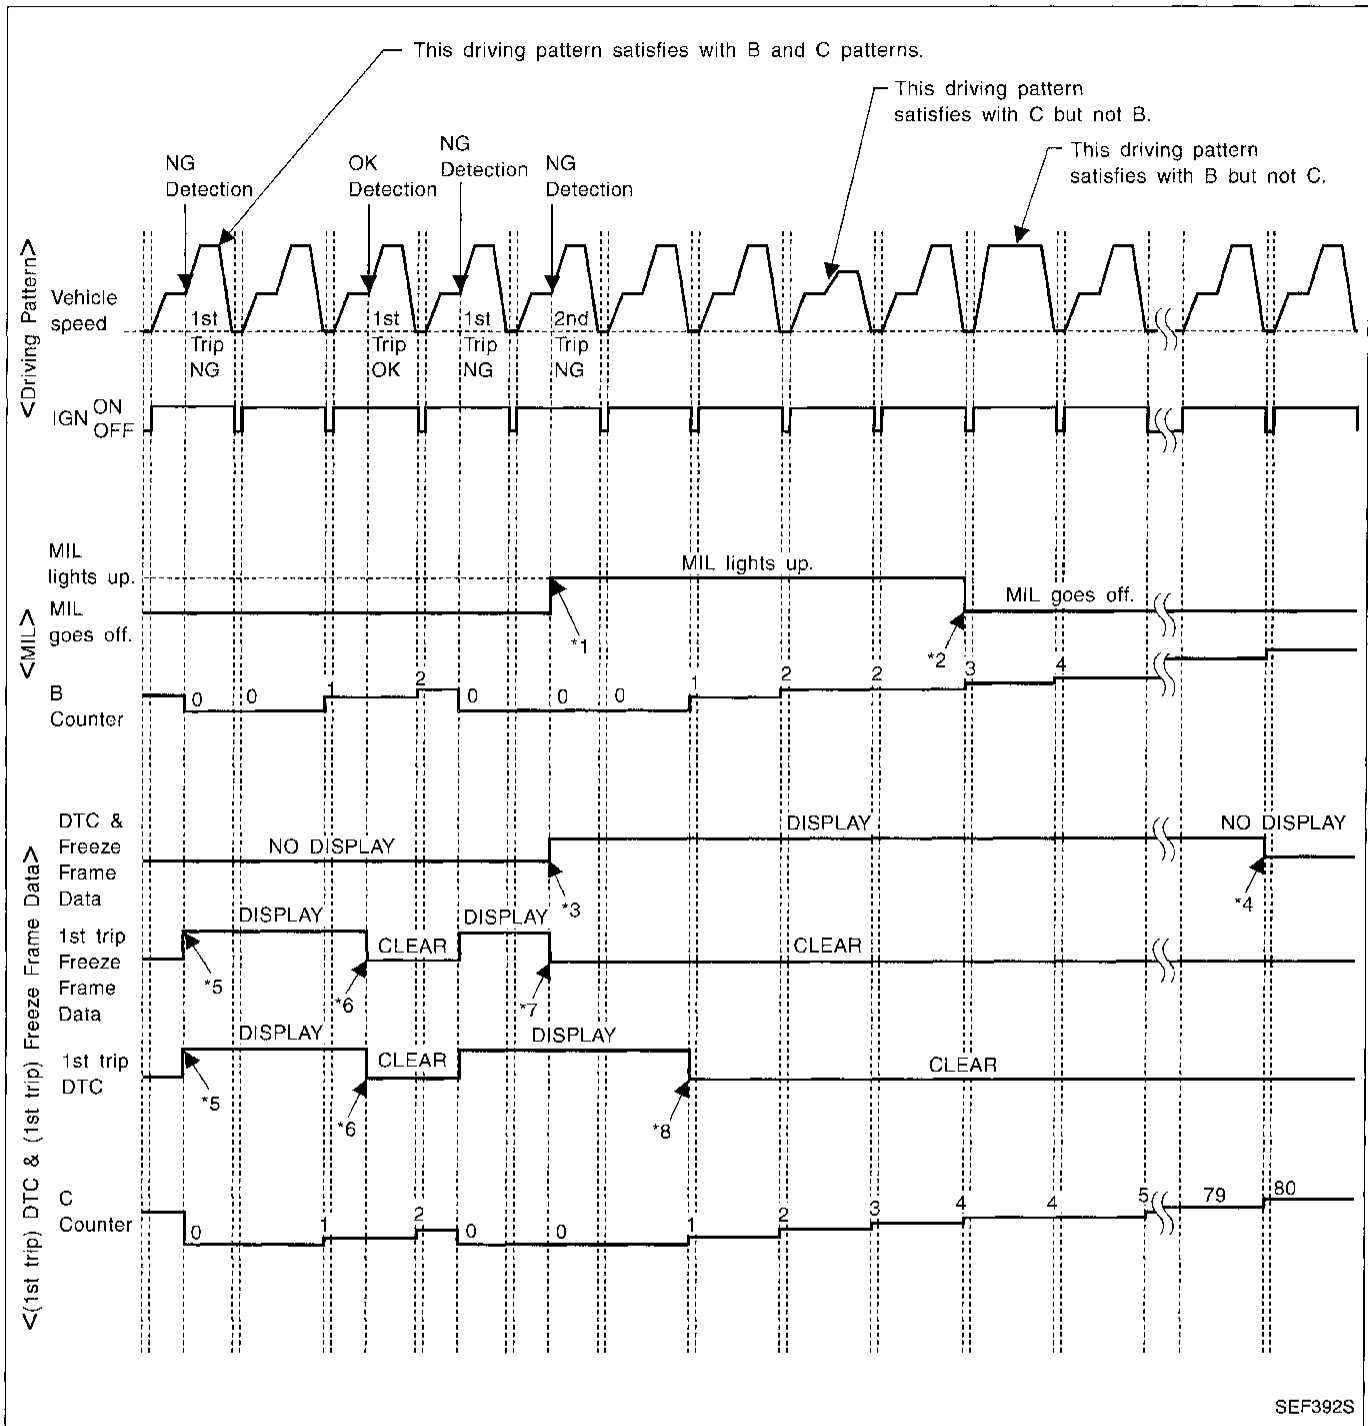 This driving pattern satisfies with B and C patterns.
This driving pattern
satisfies with C but not B.
This driving pattern
satisfies with B but not C.
NG
Detection
OK
Detection
NG
Detection
NG
Detection
<Driving Pattern>
Vehicle
speed
1st
Trip
NG
1st
Trip
OK
1st
Trip
NG
2nd
Trip
NG
IGN ON
OFF
<MIL>
MIL
lights up.
MIL lights up.
MIL
goes off.
MIL goes off.
*1
*2
B
Counter
0 0 1 2 0 0 0 1 2 2 3 4
<(1st trip) DTC & (1st trip) Freeze Frame Data>
DTC &
Freeze
Frame
Data
NO DISPLAY
DISPLAY
NO DISPLAY
*3
*4
1st trip
Freeze
Frame
Data
DISPLAY
CLEAR
DISPLAY
CLEAR
*5
*6
*7
1st trip
DTC
DISPLAY
CLEAR
DISPLAY
CLEAR
*5
*6
*8
C
Counter
0 1 2 0 0 1 2 3 4 4 5 79 80
SEF392S